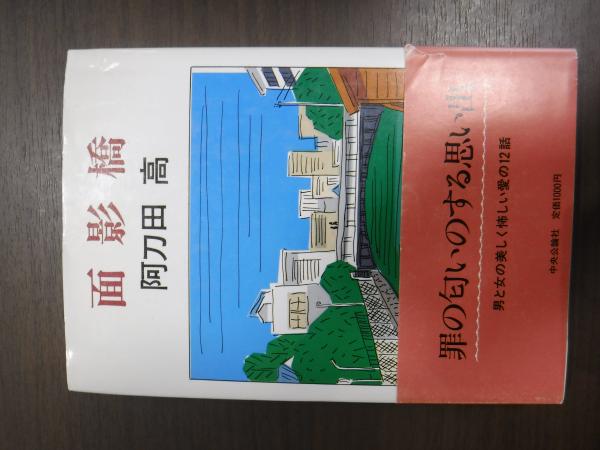 面影橋
阿刀田 高
罪の匂いのする思い出
男と女の美しく怖しい愛の12話
中央公論社 定価1000円